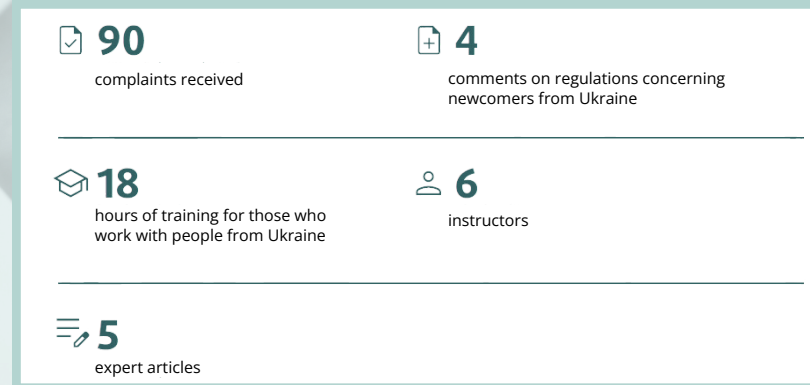 90
complaints received
4
comments on regulations concerning
newcomers from Ukraine
18
hours of training for those who
work with people from Ukraine
6
instructors
5
expert articles